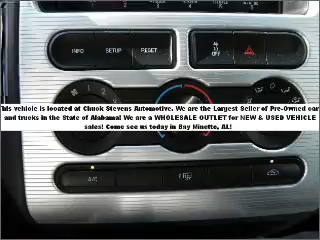 INFO SETUP RESET OFF
This vehicle is located at Chuck Stevens Automotive. We are the Largest Seller of Pre-Owned car
and trucks in the State of Alabama! We are a WHOLESALE OUTLET for NEW & USED VEHICLE
sales! Come see us today in Bay Minette, AL!
A/C